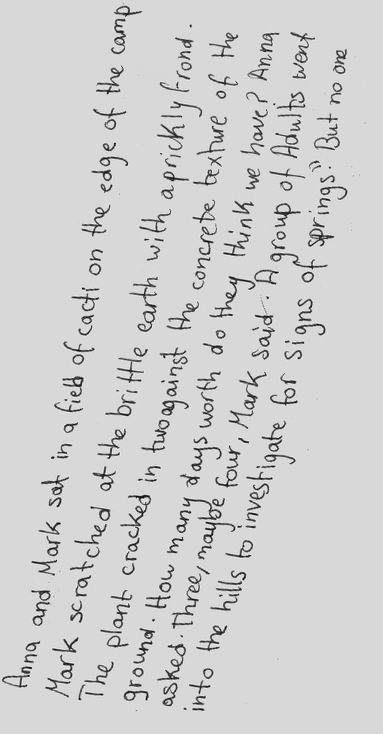 Anna and Mark sat in a field of cacti on the edge of the camp
Mark scratched at the brittle earth with a prickly frond.
The plant cracked in two against the concrete texture of the
ground. How many days worth do they think we have? Anna
asked. Three, maybe four, Mark said. A group of Adults went
into the hills to investigate for signs of springs." But no one